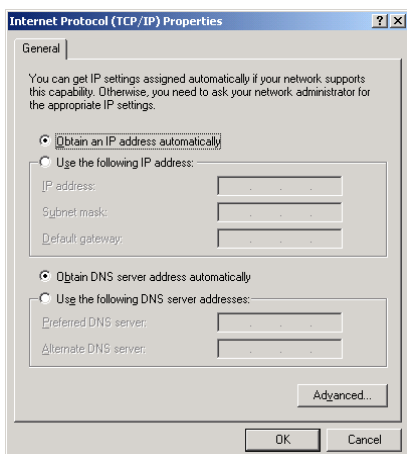 Internet Protocol (TCP/IP) Properties
General
You can get IP settings assigned automatically if your network supports
this capability. Otherwise, you need to ask your network administrator for
the appropriate IP settings.
Obtain an IP address automatically
Use the following IP address:
IP address:
Subnet mask:
Default gateway:
Obtain DNS server address automatically
Use the following DNS server addresses:
Preferred DNS server:
Alternate DNS server:
Advanced...
OK Cancel